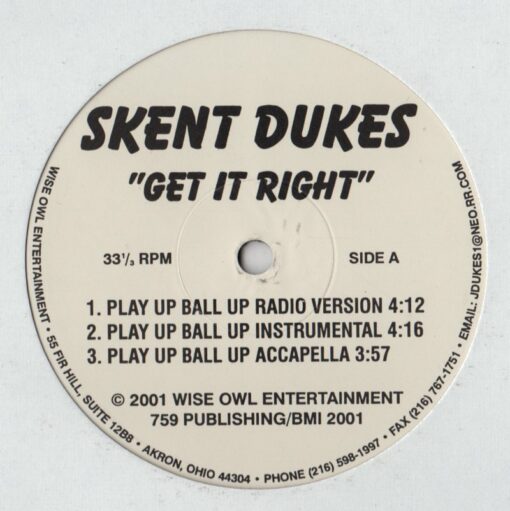 SKENT DUKES
"GET IT RIGHT"
33 1/3 RPM
SIDE A
1. PLAY UP BALL UP RADIO VERSION 4:12
2. PLAY UP BALL UP INSTRUMENTAL 4:16
3. PLAY UP BALL UP ACCAPELLA 3:57
© 2001 WISE OWL ENTERTAINMENT
759 PUBLISHING/BMI 2001
WISE OWL ENTERTAINMENT • 55 FIR HILL, SUITE 12B8 • AKRON, OHIO 44304 • PHONE (216) 598-1997 • FAX (216) 767-1751 • EMAIL: JDUKES1@NEO.RR.COM